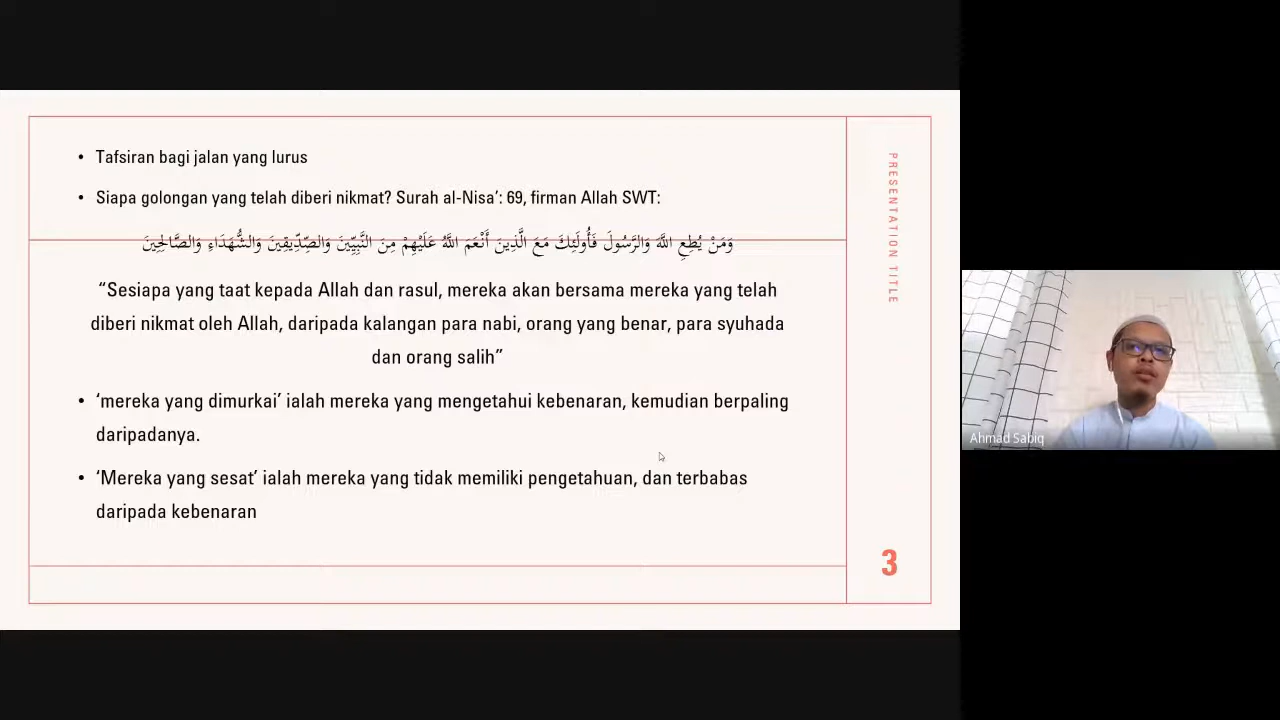 • Tafsiran bagi jalan yang lurus
• Siapa golongan yang telah diberi nikmat? Surah al-Nisa’: 69, firman Allah SWT:
وَمَنْ يُطِعِ اللَّهَ وَالرَّسُولَ فَأُولَئِكَ مَعَ الَّذِينَ أَنْعَمَ اللَّهُ عَلَيْهِمْ مِنَ النَّبِيِّينَ وَالصِّدِّيقِينَ وَالشُّهَدَاءِ وَالصَّالِحِينَ
“Sesiapa yang taat kepada Allah dan rasul, mereka akan bersama mereka yang telah
diberi nikmat oleh Allah, daripada kalangan para nabi, orang yang benar, para syuhada
dan orang salih”
• ‘mereka yang dimurkai’ ialah mereka yang mengetahui kebenaran, kemudian berpaling
daripadanya.
• ‘Mereka yang sesat’ ialah mereka yang tidak memiliki pengetahuan, dan terbabas
daripada kebenaran
PRESENTATION TITLE
3
Ahmad Sabiq